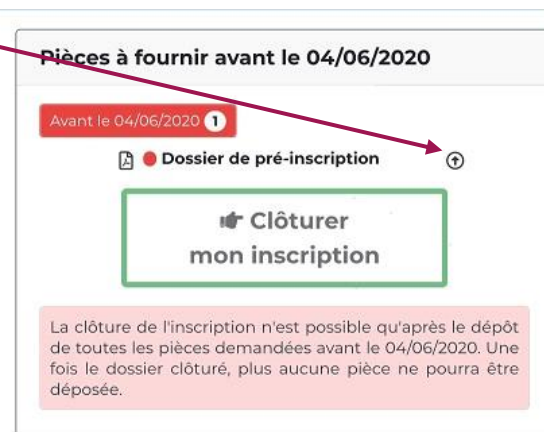 Pièces à fournir avant le 04/06/2020
Avant le 04/06/2020 1
Dossier de pré-inscription
Clôturer
mon inscription
La clôture de l'inscription n'est possible qu'après le dépôt
de toutes les pièces demandées avant le 04/06/2020. Une
fois le dossier clôturé, plus aucune pièce ne pourra être
déposée.